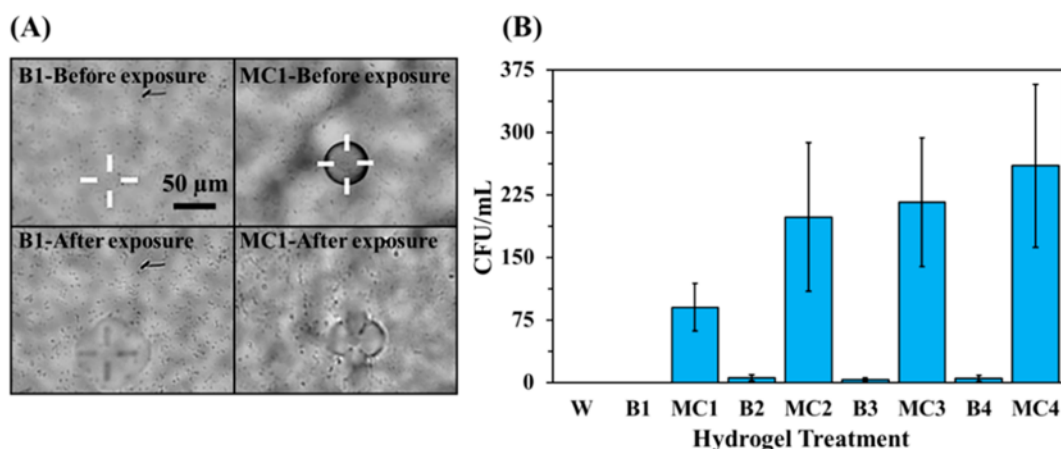 (A)
B1-Before exposure
MC1-Before exposure
50 μm
B1-After exposure
MC1-After exposure
(B)
CFU/mL
375
300
225
150
75
0
W B1 MC1 B2 MC2 B3 MC3 B4 MC4
Hydrogel Treatment